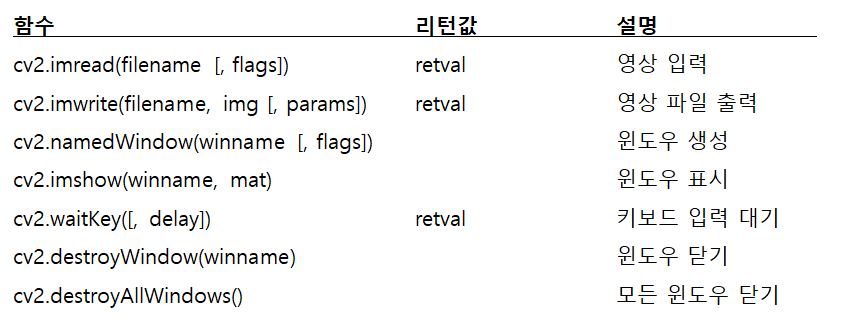 함수 리턴값 설명
cv2.imread(filename [, flags]) retval 영상 입력
cv2.imwrite(filename, img [, params]) retval 영상 파일 출력
cv2.namedWindow(winname [, flags]) 윈도우 생성
cv2.imshow(winname, mat) 윈도우 표시
cv2.waitKey([, delay]) retval 키보드 입력 대기
cv2.destroyWindow(winname) 윈도우 닫기
cv2.destroyAllWindows() 모든 윈도우 닫기